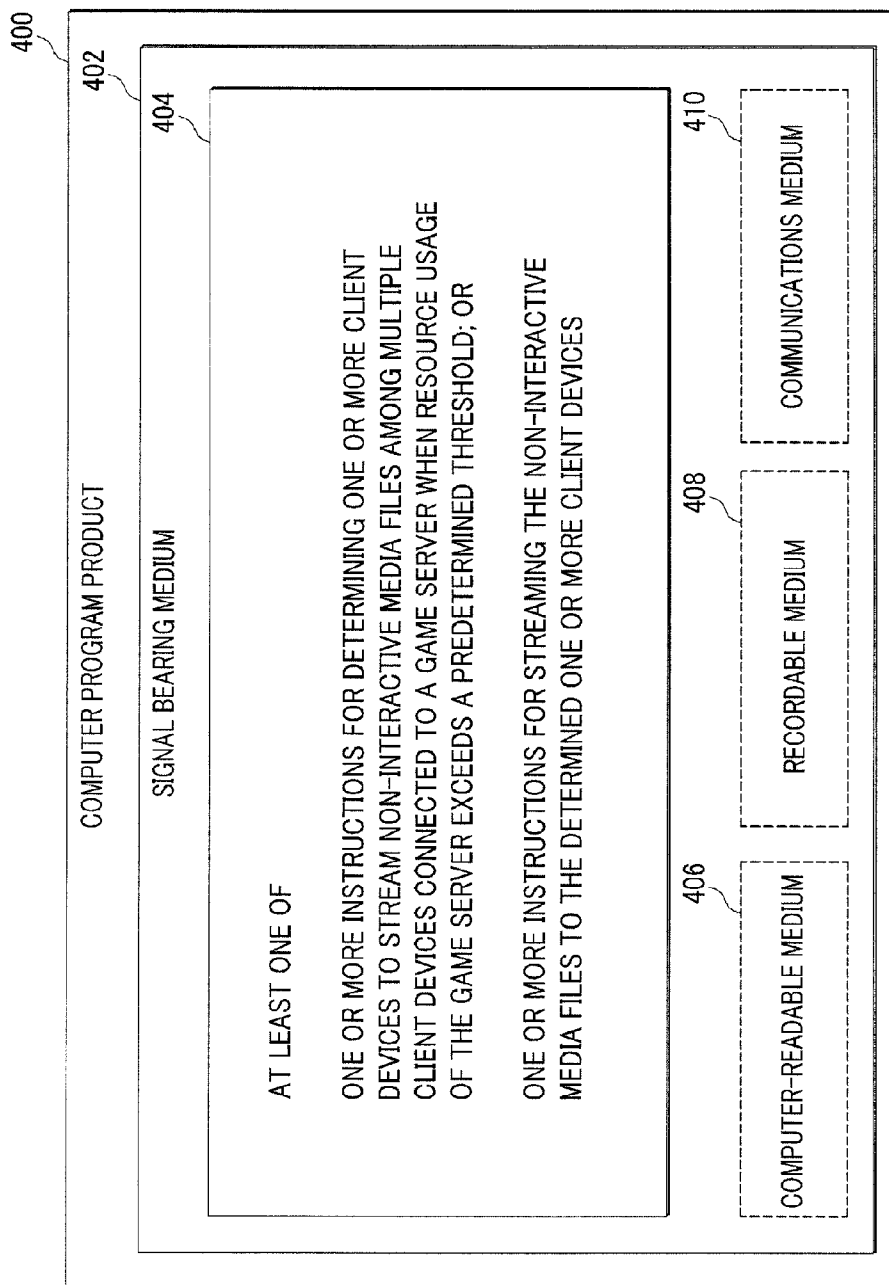 400
COMPUTER PROGRAM PRODUCT
402
SIGNAL BEARING MEDIUM
404
AT LEAST ONE OF
ONE OR MORE INSTRUCTIONS FOR DETERMINING ONE OR MORE CLIENT
DEVICES TO STREAM NON-INTERACTIVE MEDIA FILES AMONG MULTIPLE
CLIENT DEVICES CONNECTED TO A GAME SERVER WHEN RESOURCE USAGE
OF THE GAME SERVER EXCEEDS A PREDETERMINED THRESHOLD; OR
ONE OR MORE INSTRUCTIONS FOR STREAMING THE NON-INTERACTIVE
MEDIA FILES TO THE DETERMINED ONE OR MORE CLIENT DEVICES
406
COMPUTER-READABLE MEDIUM
408
RECORDABLE MEDIUM
410
COMMUNICATIONS MEDIUM